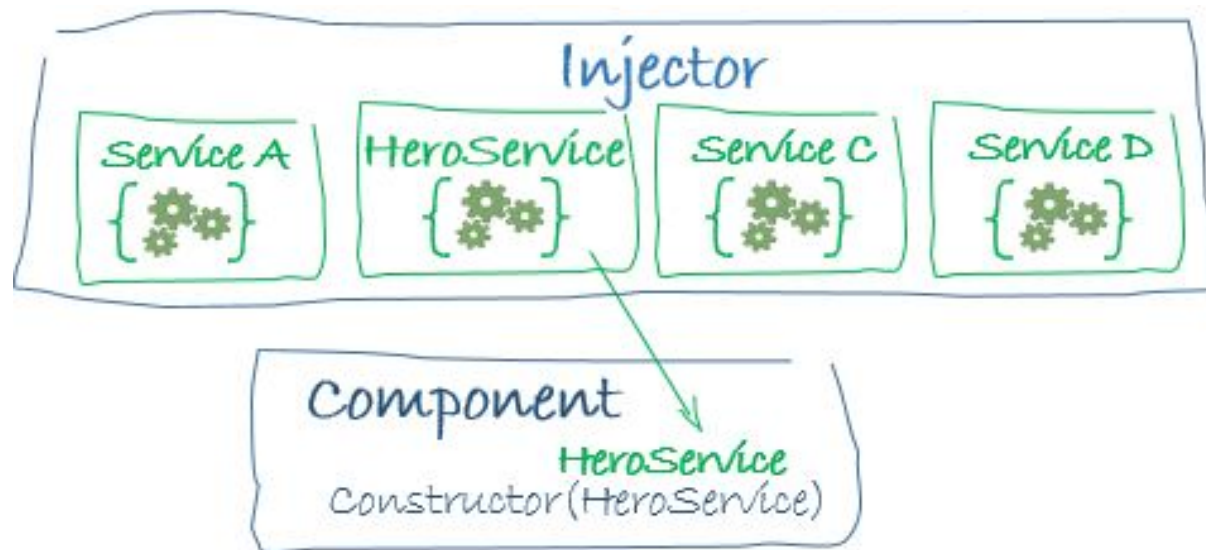 Injector
Service A
HeroService
Service C
Service D
Component
HeroService
Constructor(HeroService)